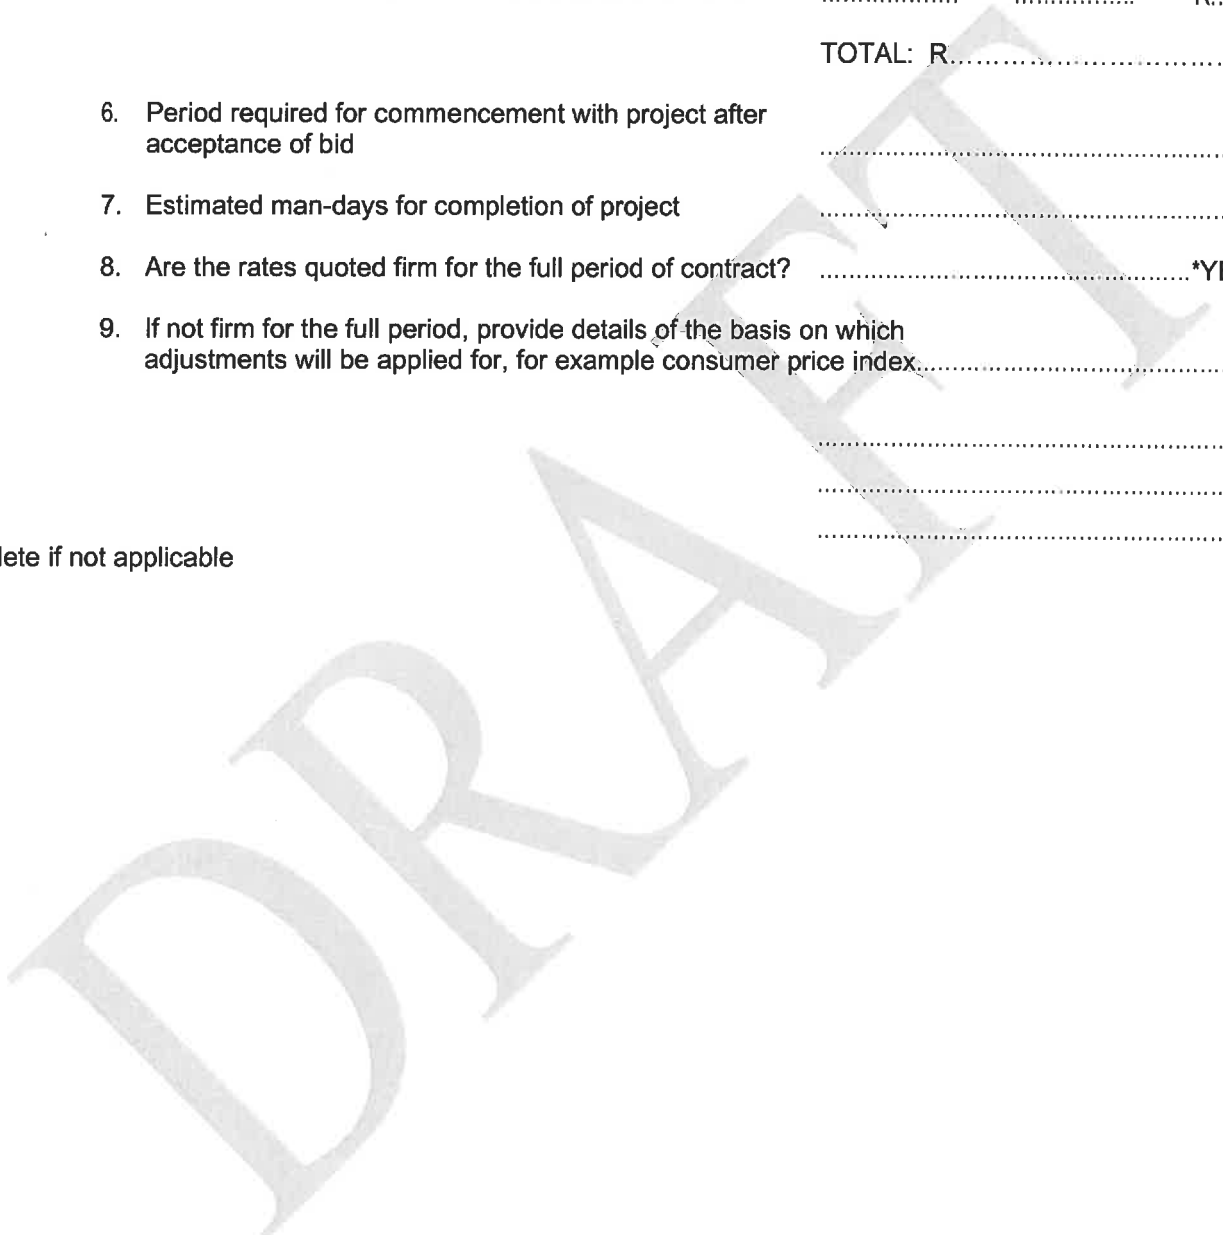 TOTAL: R..............................
6. Period required for commencement with project after
acceptance of bid ..................................................
7. Estimated man-days for completion of project ..................................................
8. Are the rates quoted firm for the full period of contract? ..................................................*
9. If not firm for the full period, provide details of the basis on which
adjustments will be applied for, for example consumer price index..................................
..................................................
..................................................
..................................................
if not applicable
DRAFT